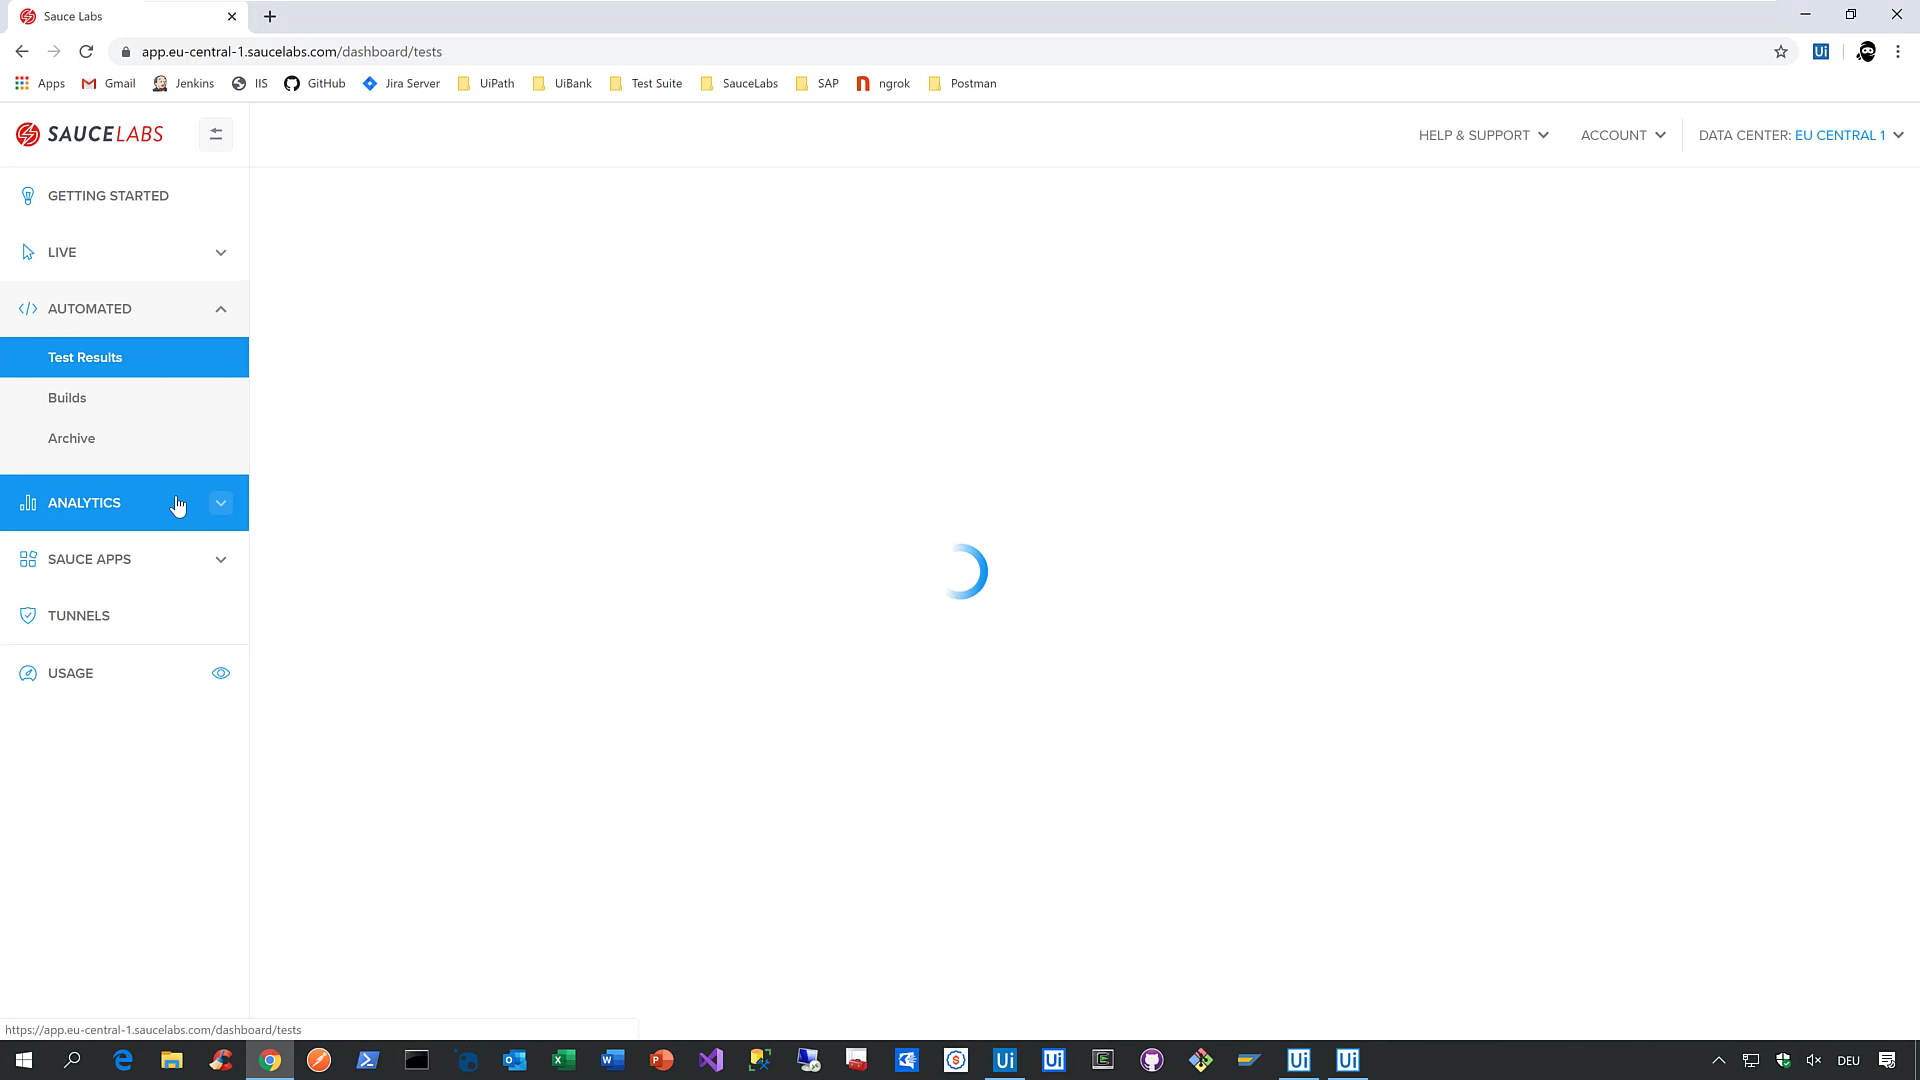 Sauce Labs
app.eu-central-1.saucelabs.com/dashboard/tests
Apps Gmail Jenkins IIS GitHub Jira Server UiPath UiBank Test Suite SauceLabs SAP ngrok Postman
SAUCELABS
HELP & SUPPORT ACCOUNT DATA CENTER: EU CENTRAL 1
GETTING STARTED
LIVE
AUTOMATED
Test Results
Builds
Archive
ANALYTICS
SAUCE APPS
TUNNELS
USAGE
https://app.eu-central-1.saucelabs.com/dashboard/tests
DEU